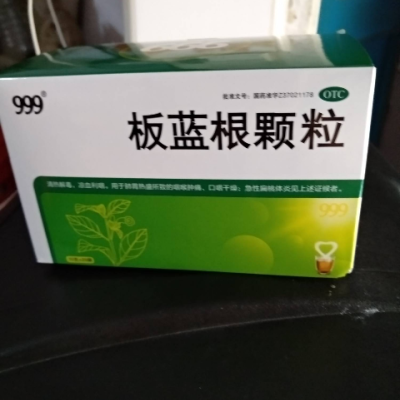 999®
批准文号：国药准字Z37021178
OTC
板蓝根颗粒
清热解毒，凉血利咽。用于肺胃热盛所致的咽喉肿痛、口咽干燥；急性扁桃体炎见上述证候者。
999